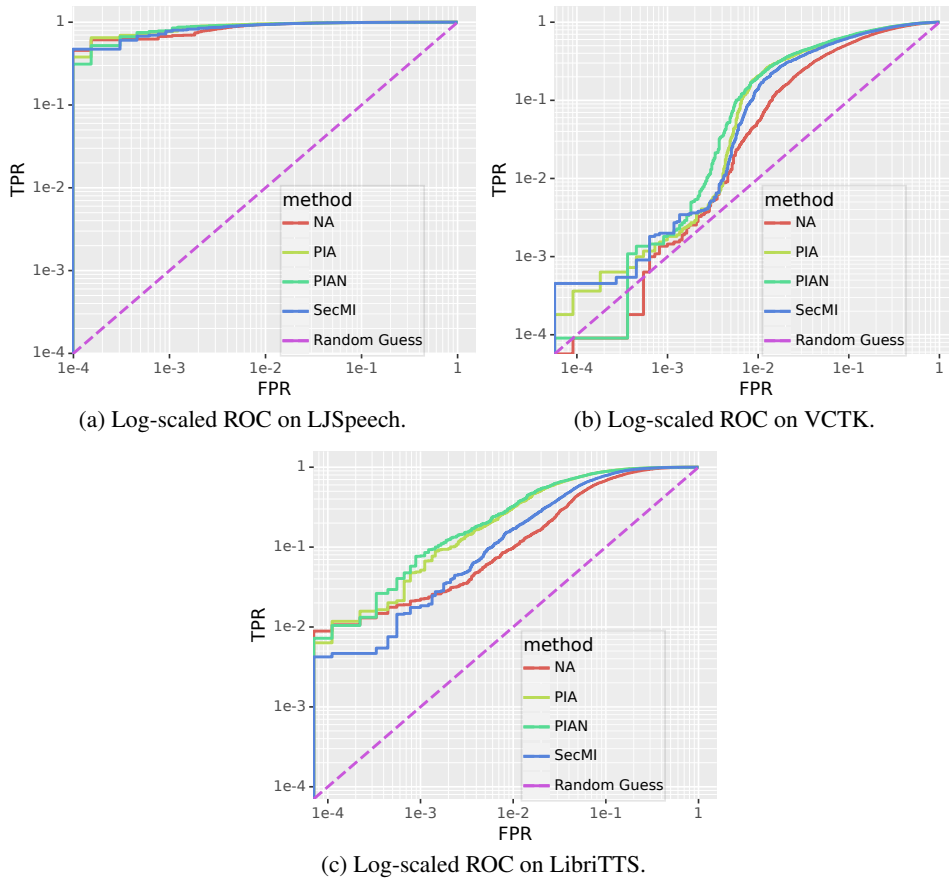 1
1e-1
1e-2
1e-3
1e-4
TPR
method
NA
PIA
PIAN
SecMI
Random Guess
1e-4 1e-3 1e-2 1e-1 1
FPR
(a) Log-scaled ROC on LJSpeech.
1
1e-1
1e-2
1e-3
1e-4
TPR
method
NA
PIA
PIAN
SecMI
Random Guess
1e-4 1e-3 1e-2 1e-1 1
FPR
(b) Log-scaled ROC on VCTK.
1
1e-1
1e-2
1e-3
1e-4
TPR
method
NA
PIA
PIAN
SecMI
Random Guess
1e-4 1e-3 1e-2 1e-1 1
FPR
(c) Log-scaled ROC on LibriTTS.